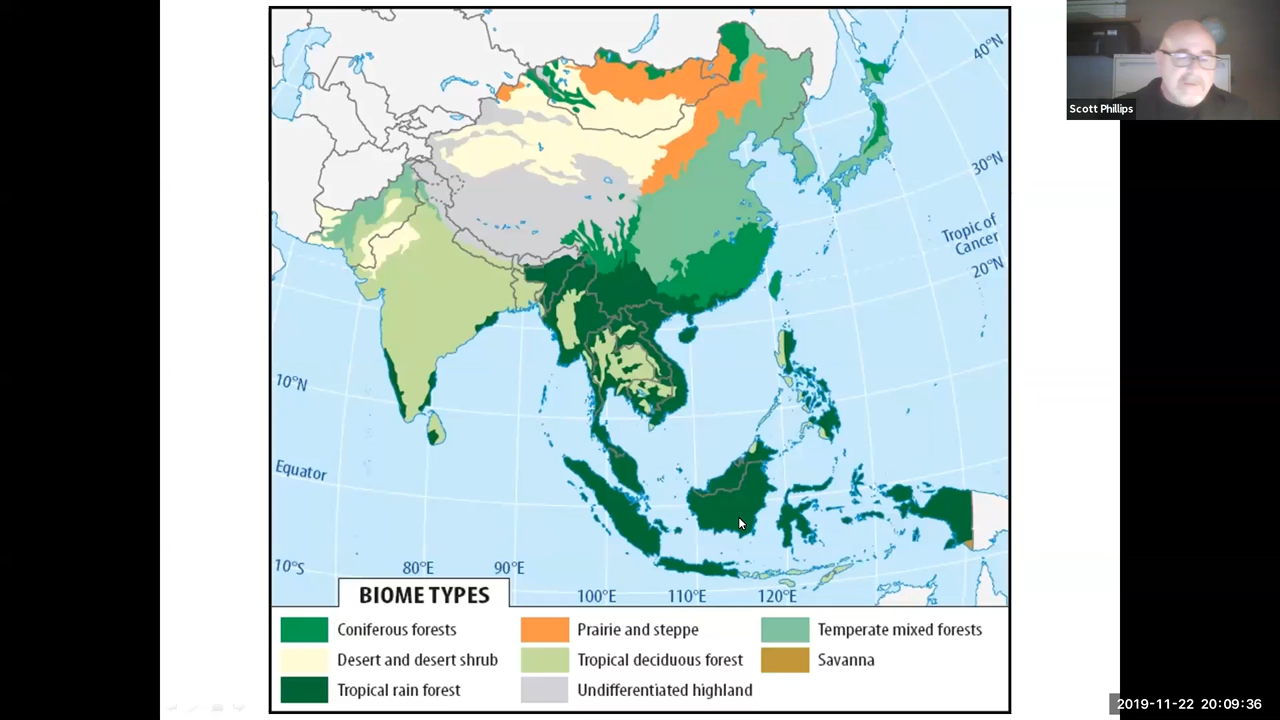 Scott Phillips
40°N
30°N
Tropic of
Cancer
20°N
10°N
Equator
10°S
80°E
90°E
100°E
110°E
120°E
BIOME TYPES
Coniferous forests
Prairie and steppe
Temperate mixed forests
Desert and desert shrub
Tropical deciduous forest
Savanna
Tropical rain forest
Undifferentiated highland
2019-11-22 20:09:36